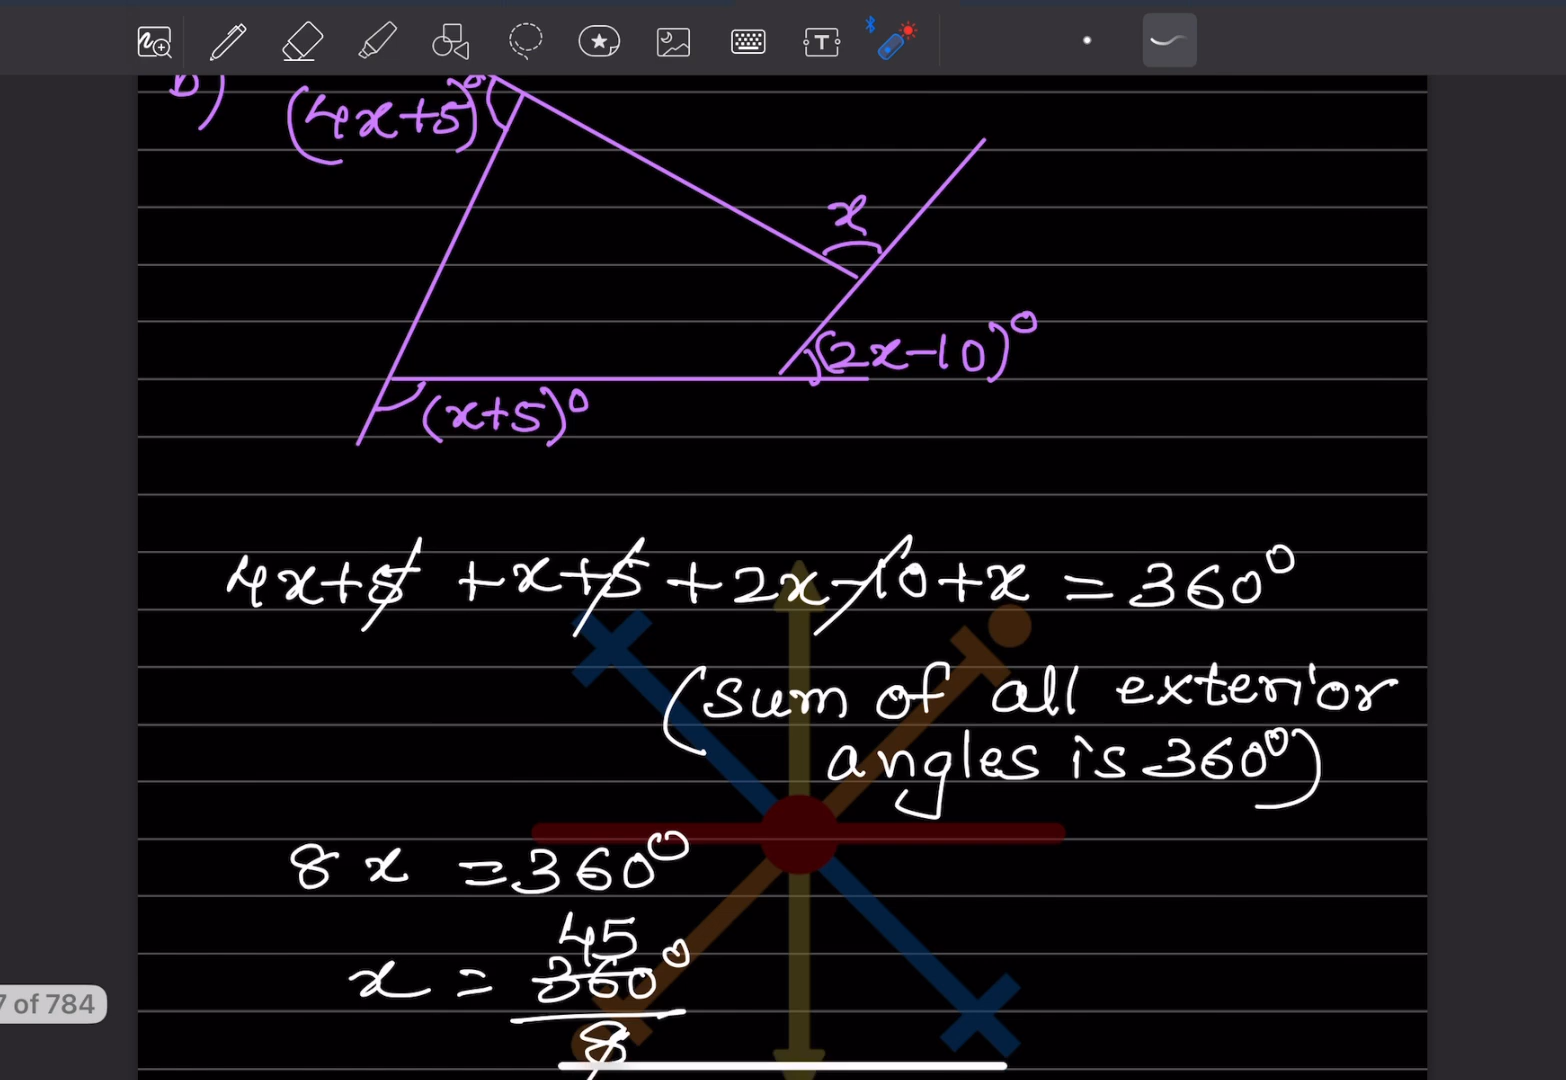 b)
(4x+5)°
x
(2x-10)°
(x+5)°
4x+5 +x+5 +2x-10+x = 360°
(sum of all exterior
angles is 360°)
8x = 360°
45
x = 360°
8
7 of 784
T